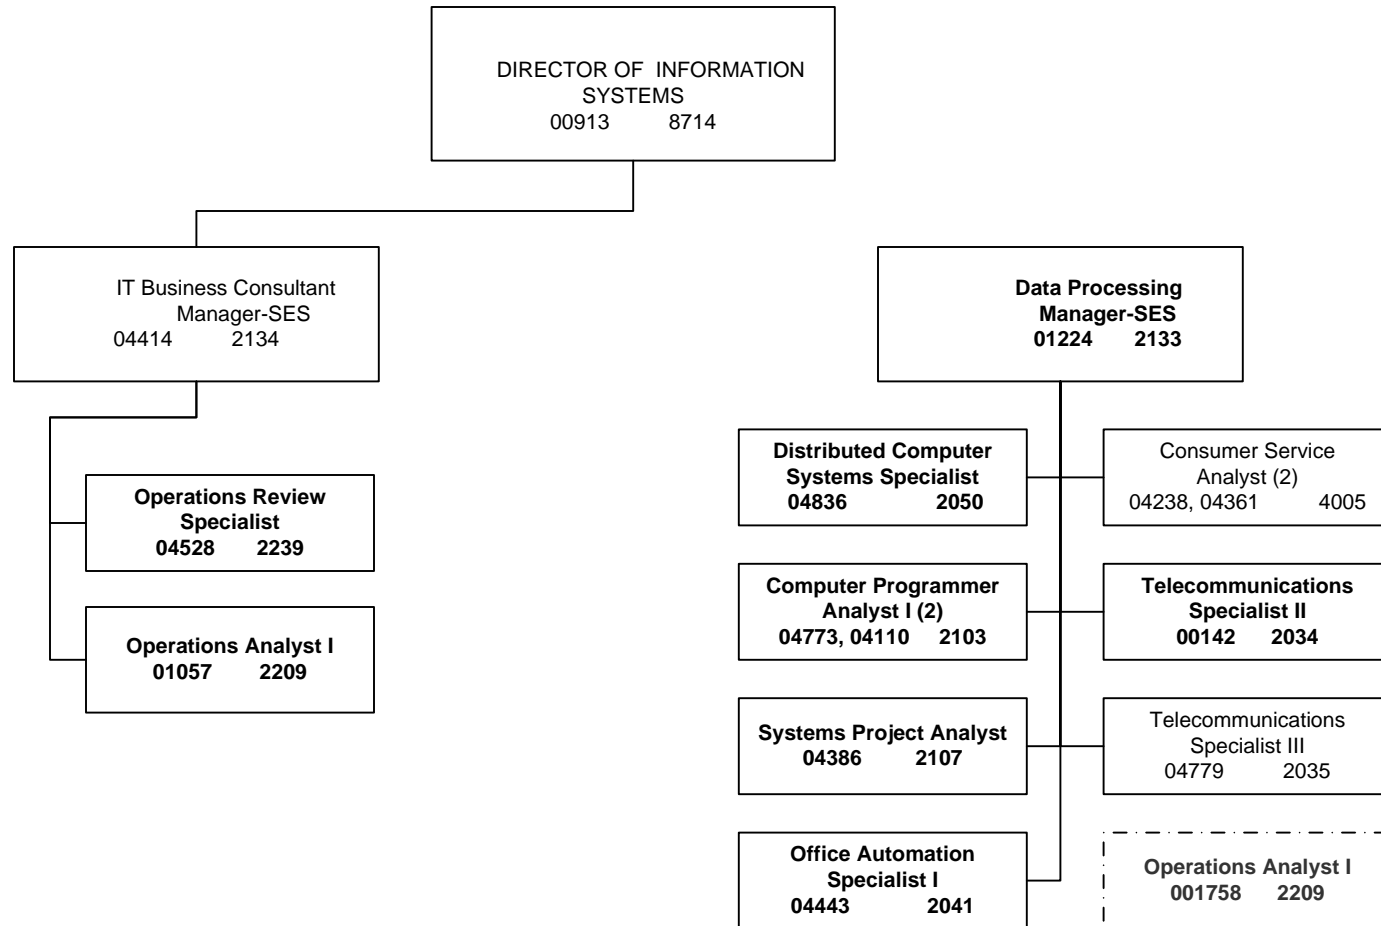 DIRECTOR OF INFORMATION
SYSTEMS
00913 8714
IT Business Consultant
Manager-SES
04414 2134
Operations Review
Specialist
04528 2239
Operations Analyst I
01057 2209
Data Processing
Manager-SES
01224 2133
Distributed Computer
Systems Specialist
04836 2050
Consumer Service
Analyst (2)
04238, 04361 4005
Computer Programmer
Analyst I (2)
04773, 04110 2103
Telecommunications
Specialist II
00142 2034
Systems Project Analyst
04386 2107
Telecommunications
Specialist III
04779 2035
Office Automation
Specialist I
04443 2041
Operations Analyst I
001758 2209